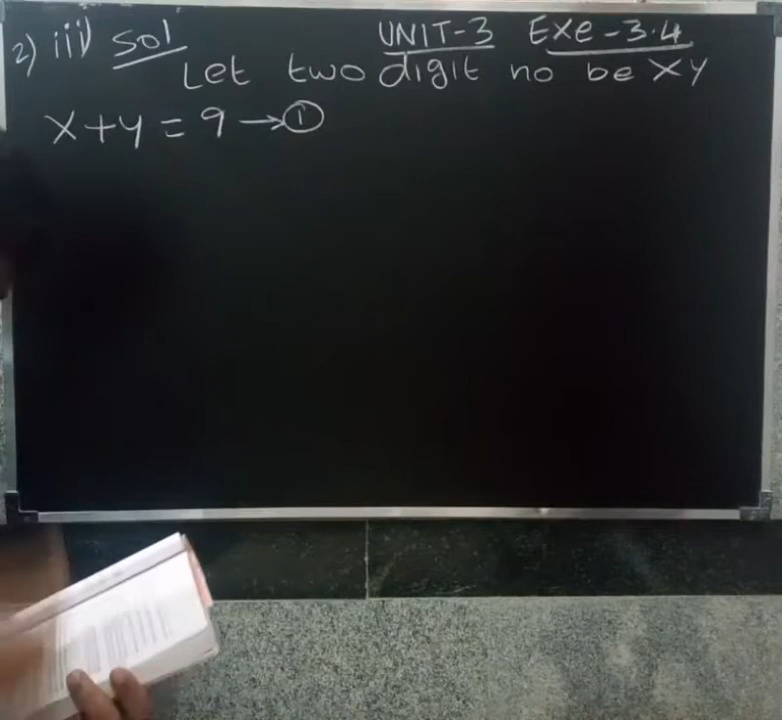 2) iii) Sol UNIT-3 Exe-3.4
Let two digit no be xy
x+y=9→①